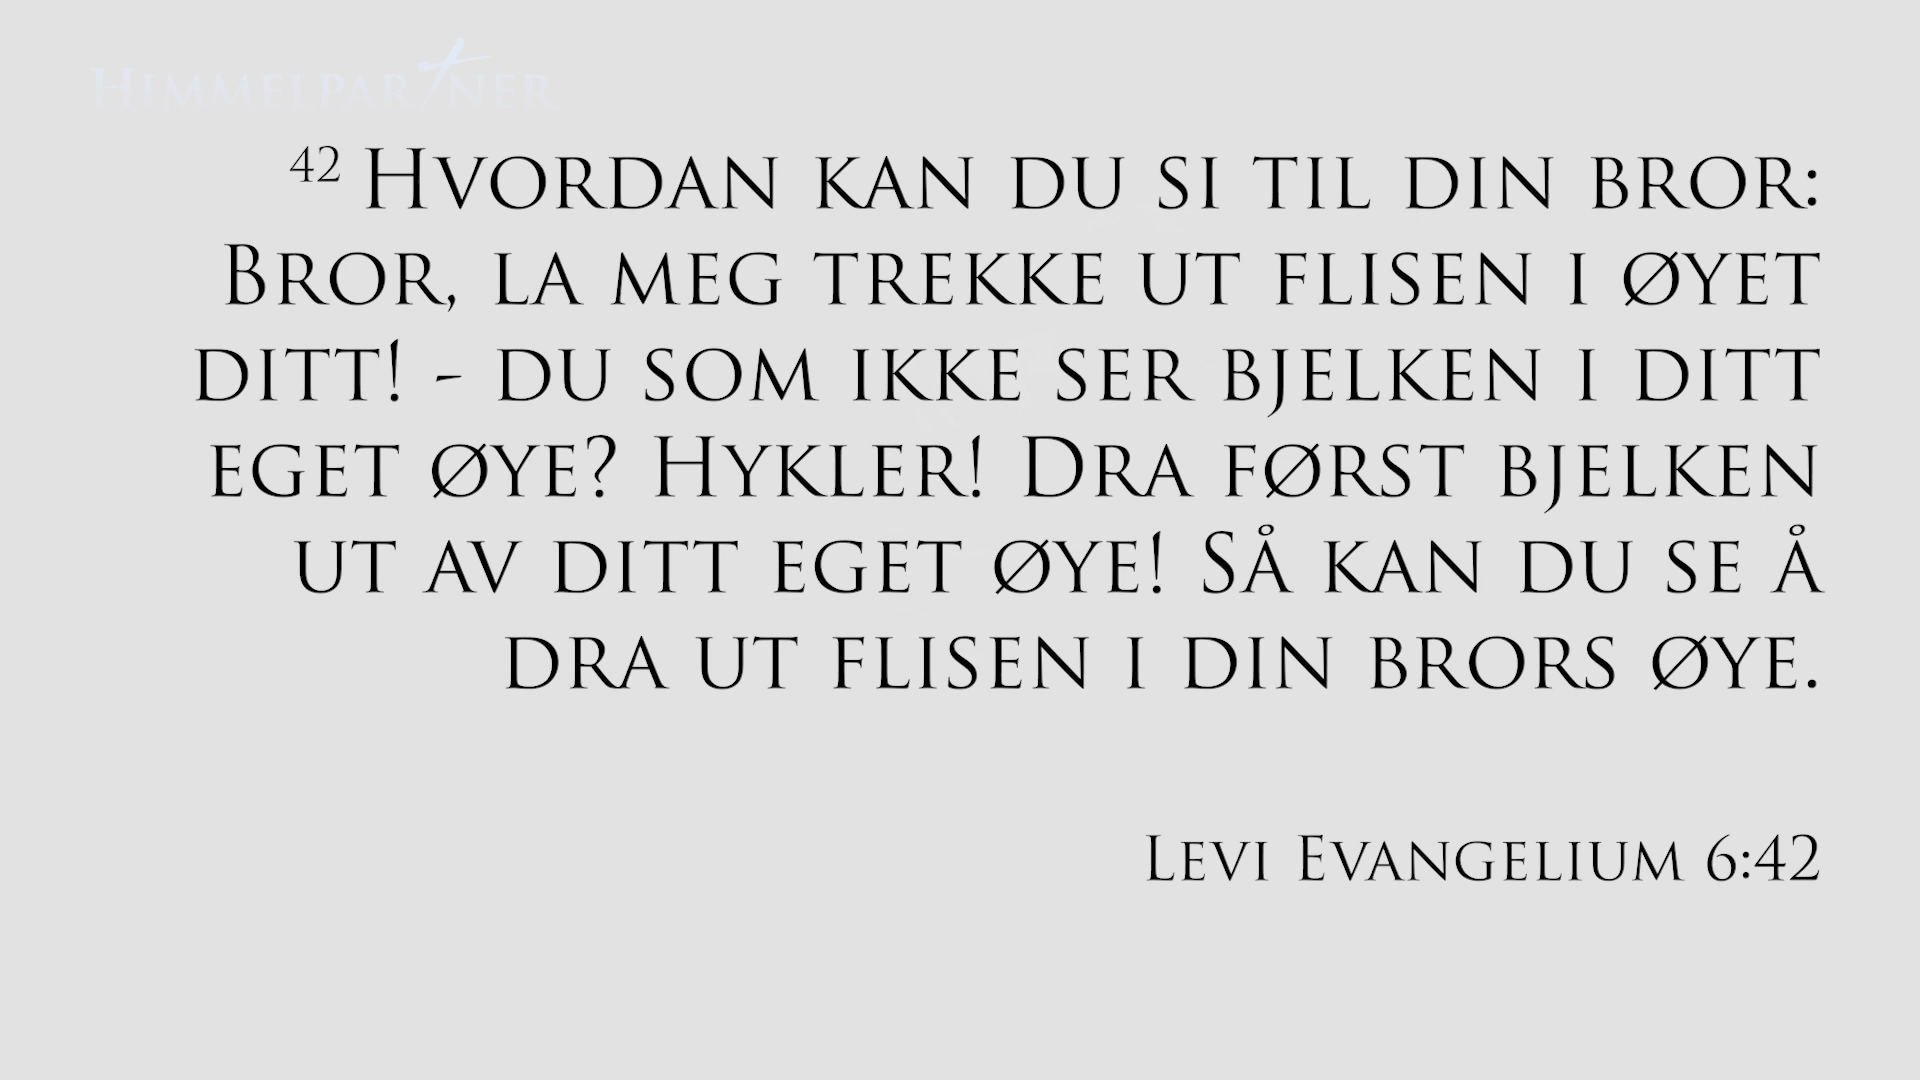 Himmelpartner
42 Hvordan kan du si til din bror:
Bror, la meg trekke ut flisen i øyet
ditt! - du som ikke ser bjelken i ditt
eget øye? Hykler! Dra først bjelken
ut av ditt eget øye! Så kan du se å
dra ut flisen i din brors øye.
Levi Evangelium 6:42